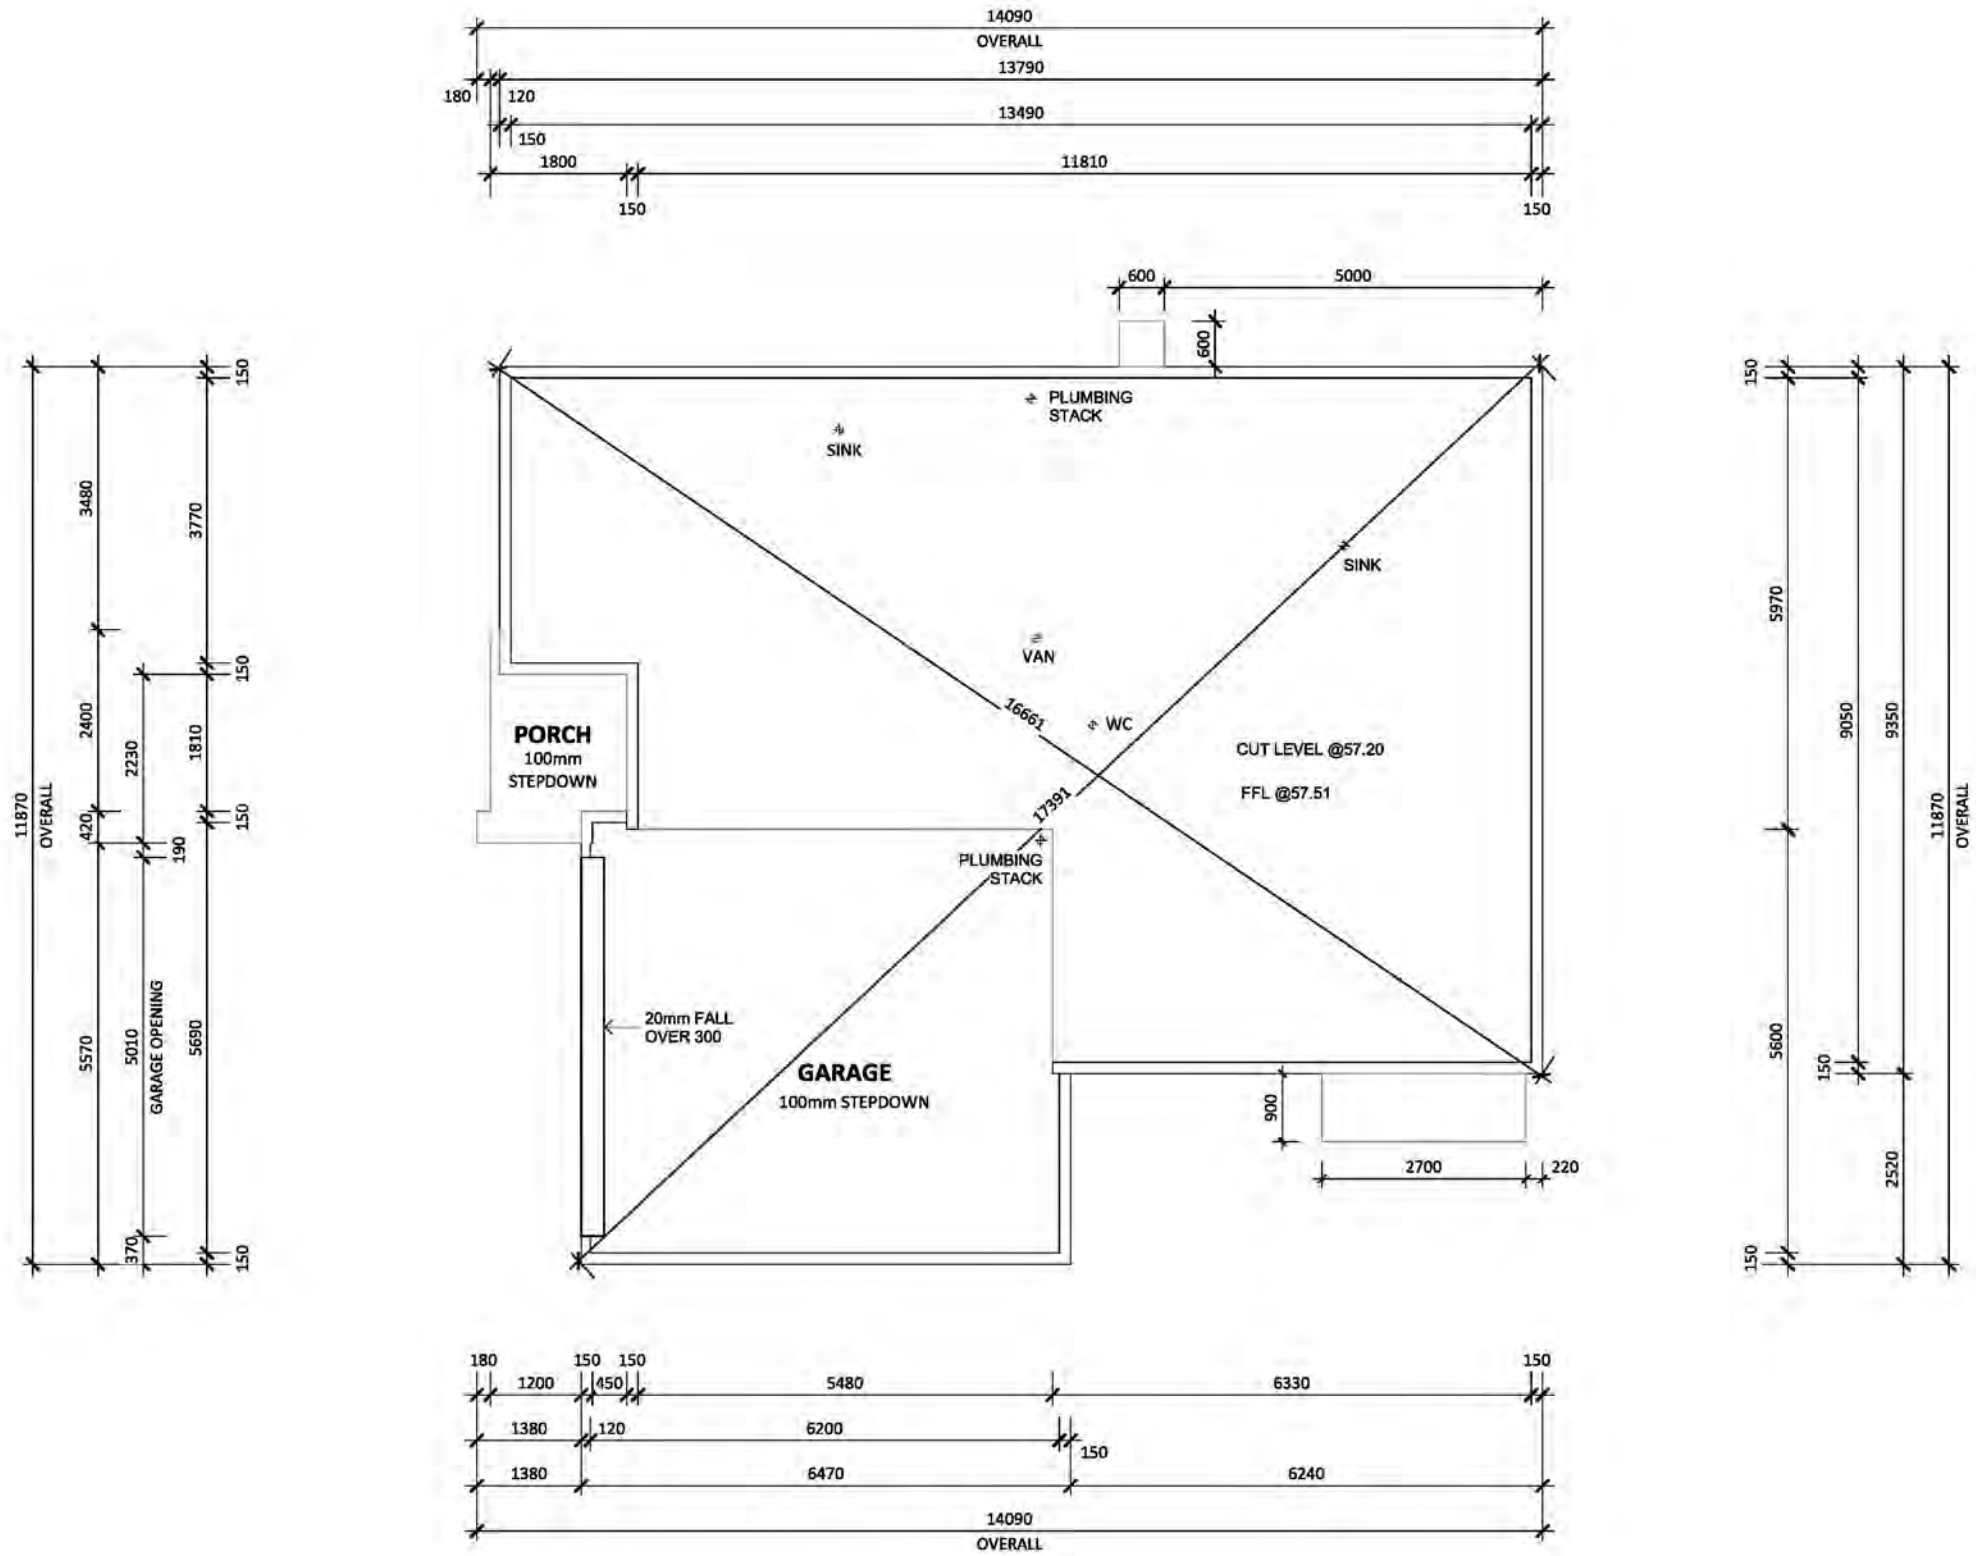 14090
OVERALL
13790
180
120
13490
150
1800
11810
150
150
600
5000
600
150
150
PLUMBING
STACK
SINK
3480
3770
SINK
5970
VAN
150
16661
WC
2400
PORCH
100mm
STEPDOWN
2230
1810
CUT LEVEL @57.20
9050
9350
FFL @57.51
17391
11870
OVERALL
420
150
190
11870
OVERALL
PLUMBING
STACK
20mm FALL
OVER 300
5570
5010
GARAGE OPENING
5690
GARAGE
100mm STEPDOWN
5600
150
900
2700
220
2520
370
150
150
180
150
150
150
1200
450
5480
6330
1380
120
6200
150
1380
6470
6240
14090
OVERALL